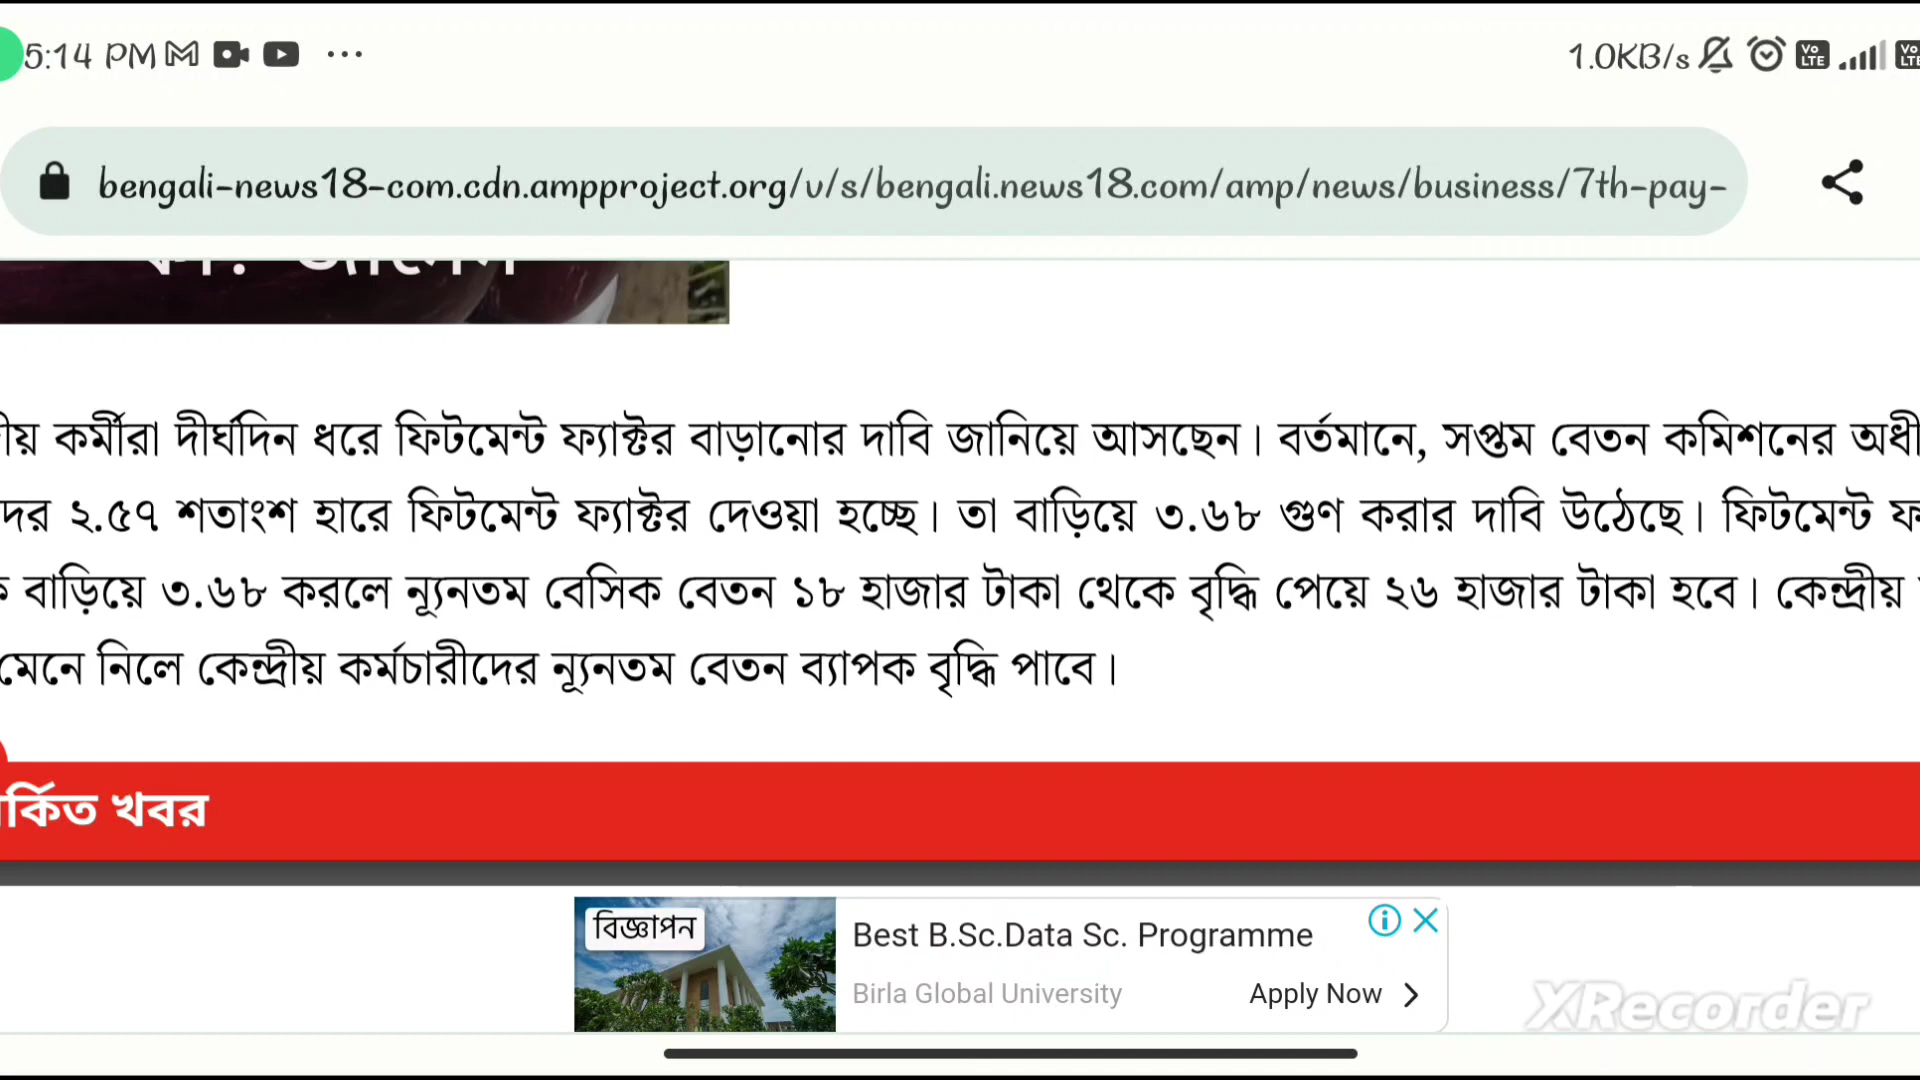 5:14 PM
1.0KB/s
bengali-news18-com.cdn.ampproject.org/v/s/bengali.news18.com/amp/news/business/7th-pay-
কর্মীরা দীর্ঘদিন ধরে ফিটমেন্ট ফ্যাক্টর বাড়ানোর দাবি জানিয়ে আসছেন। বর্তমানে, সপ্তম বেতন কমিশনের
২.৫৭ শতাংশ হারে ফিটমেন্ট ফ্যাক্টর দেওয়া হচ্ছে। তা বাড়িয়ে ৩.৬৮ গুণ করার দাবি উঠেছে। ফিটমেন্ট
বাড়িয়ে ৩.৬৮ করলে ন্যূনতম বেসিক বেতন ১৮ হাজার টাকা থেকে বৃদ্ধি পেয়ে ২৬ হাজার টাকা হবে। কেন্দ্রীয়
মেনে নিলে কেন্দ্রীয় কর্মচারীদের ন্যূনতম বেতন ব্যাপক বৃদ্ধি পাবে।
র্কিত খবর
বিজ্ঞাপন
Best B.Sc.Data Sc. Programme
Birla Global University
Apply Now
XRecorder